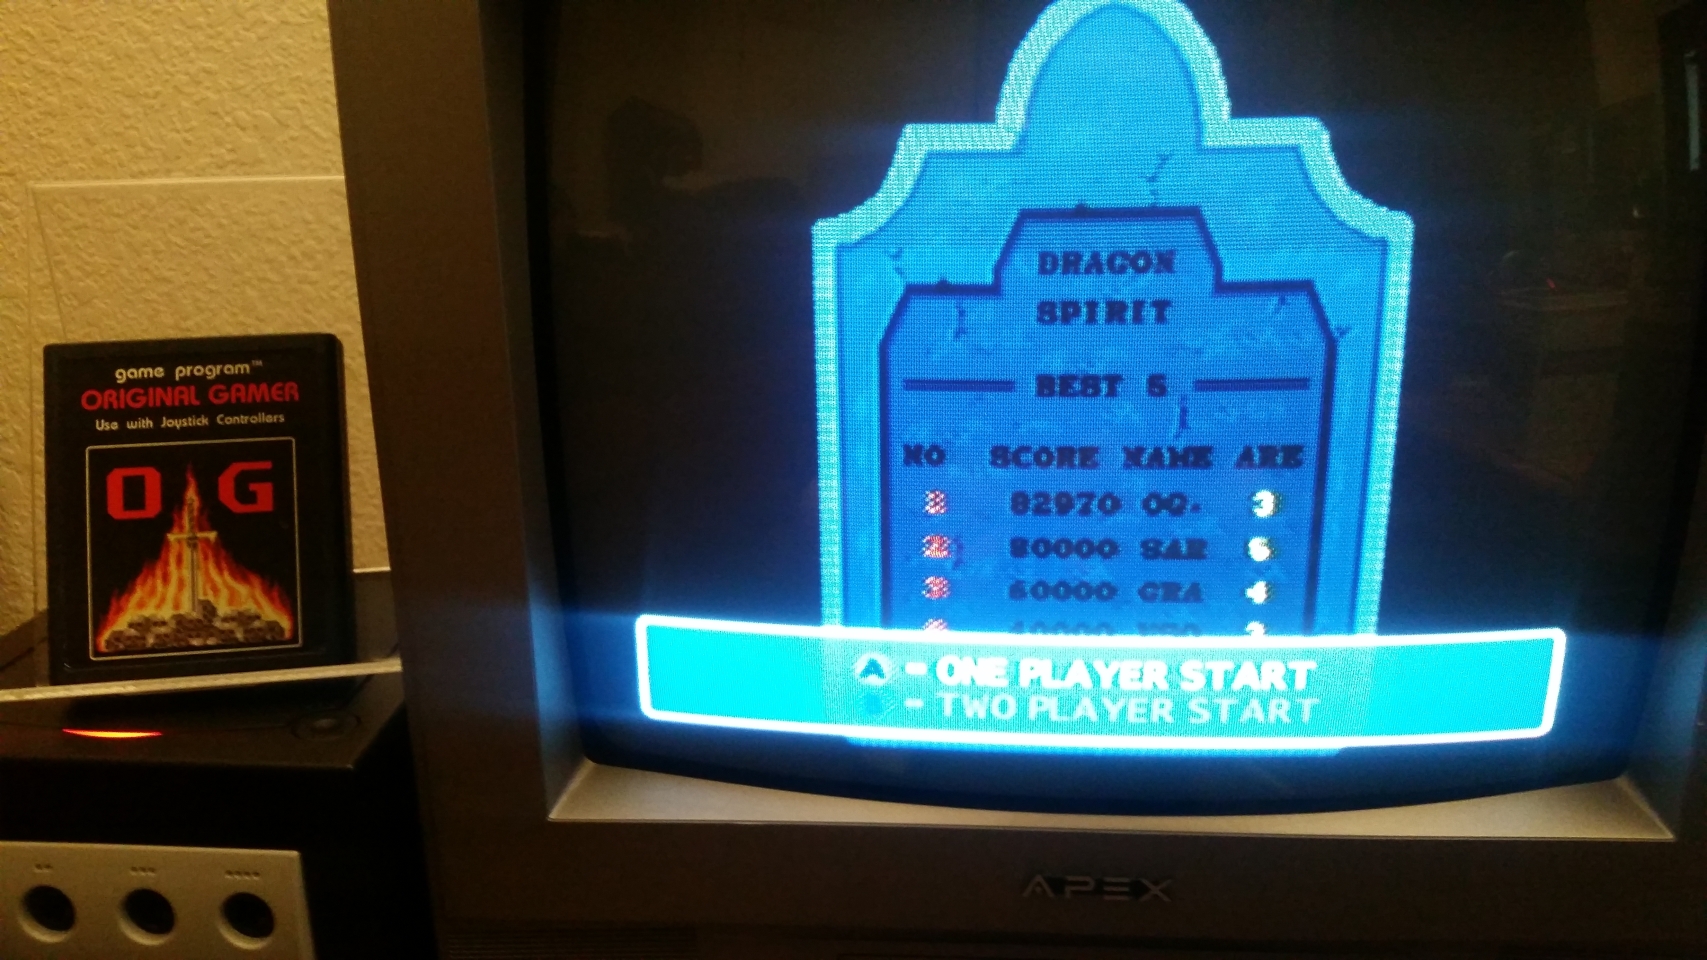 game program™
ORIGINAL GAMER
Use with Joystick Controllers
O G
DRAGON
SPIRIT
BEST 5
NO SCORE NAME ARE
1 82970 OG. 3
2 80000 SAR 5
3 60000 GRA 4
A - ONE PLAYER START
- TWO PLAYER START
APEX